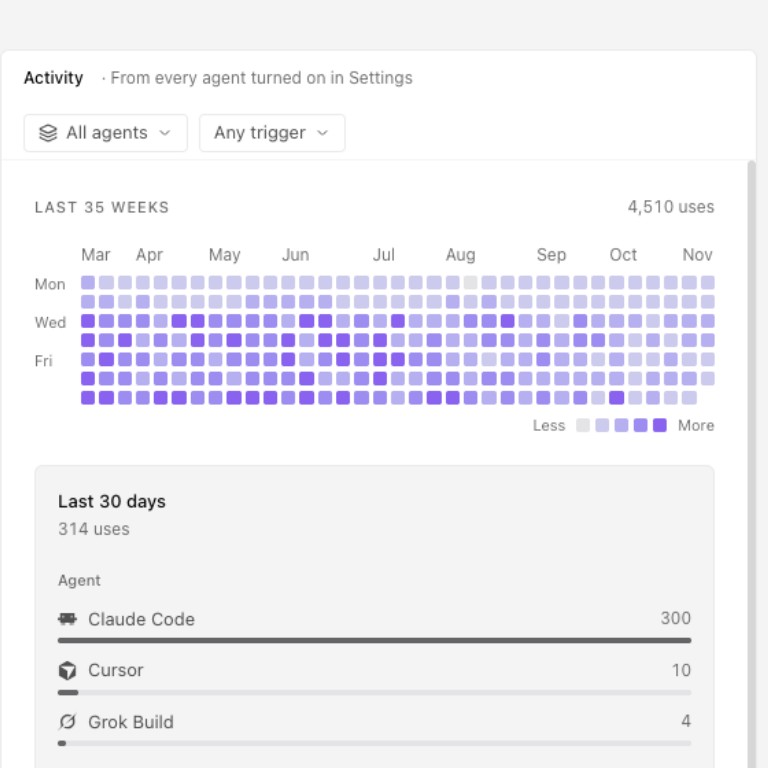 Activity · From every agent turned on in Settings
All agents Any trigger
LAST 35 WEEKS 4,510 uses
Mar Apr May Jun Jul Aug Sep Oct Nov
Mon
Wed
Fri
Less More
Last 30 days
314 uses
Agent
Claude Code 300
Cursor 10
Grok Build 4